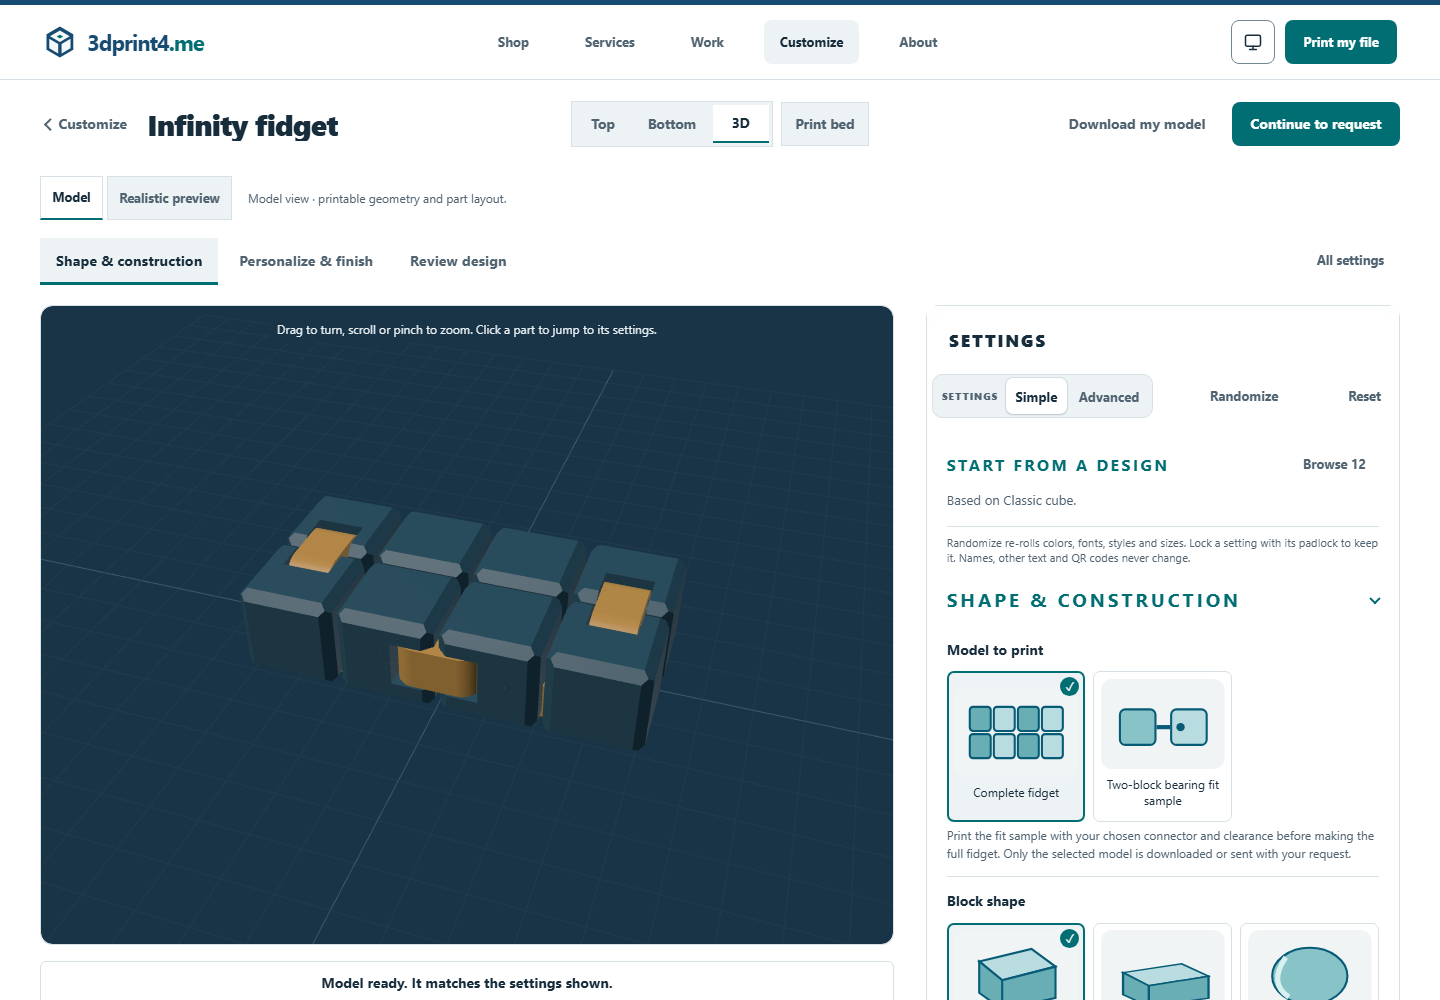 3dprint4.me
Shop
Services
Work
Customize
About
Print my file
Customize
Infinity fidget
Top
Bottom
3D
Print bed
Download my model
Continue to request
Model
Realistic preview
Model view · printable geometry and part layout.
Shape & construction
Personalize & finish
Review design
All settings
Drag to turn, scroll or pinch to zoom. Click a part to jump to its settings.
Model ready. It matches the settings shown.
SETTINGS
SETTINGS
Simple
Advanced
Randomize
Reset
START FROM A DESIGN
Browse 12
Based on Classic cube.
Randomize re-rolls colors, fonts, styles and sizes. Lock a setting with its padlock to keep
it. Names, other text and QR codes never change.
SHAPE & CONSTRUCTION
Model to print
Complete fidget
Two-block bearing fit
sample
Print the fit sample with your chosen connector and clearance before making the
full fidget. Only the selected model is downloaded or sent with your request.
Block shape